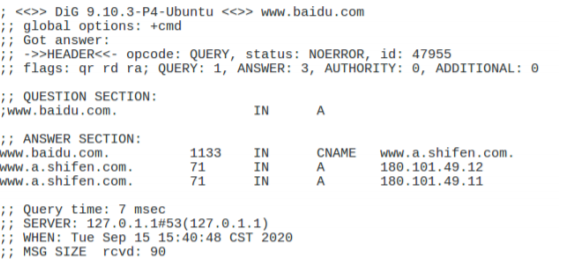 ; <<>> DiG 9.10.3-P4-Ubuntu <<>> www.baidu.com
;; global options: +cmd
;; Got answer:
;; ->>HEADER<<- opcode: QUERY, status: NOERROR, id: 47955
;; flags: qr rd ra; QUERY: 1, ANSWER: 3, AUTHORITY: 0, ADDITIONAL: 0
;; QUESTION SECTION:
;www.baidu.com. IN A
;; ANSWER SECTION:
www.baidu.com. 1133 IN CNAME www.a.shifen.com.
www.a.shifen.com. 71 IN A 180.101.49.12
www.a.shifen.com. 71 IN A 180.101.49.11
;; Query time: 7 msec
;; SERVER: 127.0.1.1#53(127.0.1.1)
;; WHEN: Tue Sep 15 15:40:48 CST 2020
;; MSG SIZE rcvd: 90